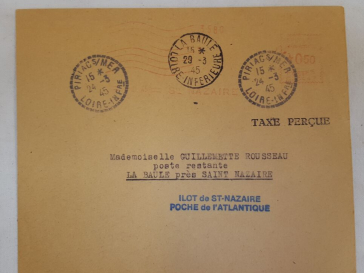 PIRIAC S/MER
15 *
24 -3
45
LOIRE-INFRE
LA BAULE
15 *
29 -3
45
LOIRE INFERIEURE
PIRIAC S/MER
15 *
24 -3
45
LOIRE-INFRE
TAXE PERÇUE
Mademoiselle GUILLEMETTE ROUSSEAU
poste restante
LA BAULE près SAINT NAZAIRE
ILOT de ST-NAZAIRE
POCHE de l'ATLANTIQUE